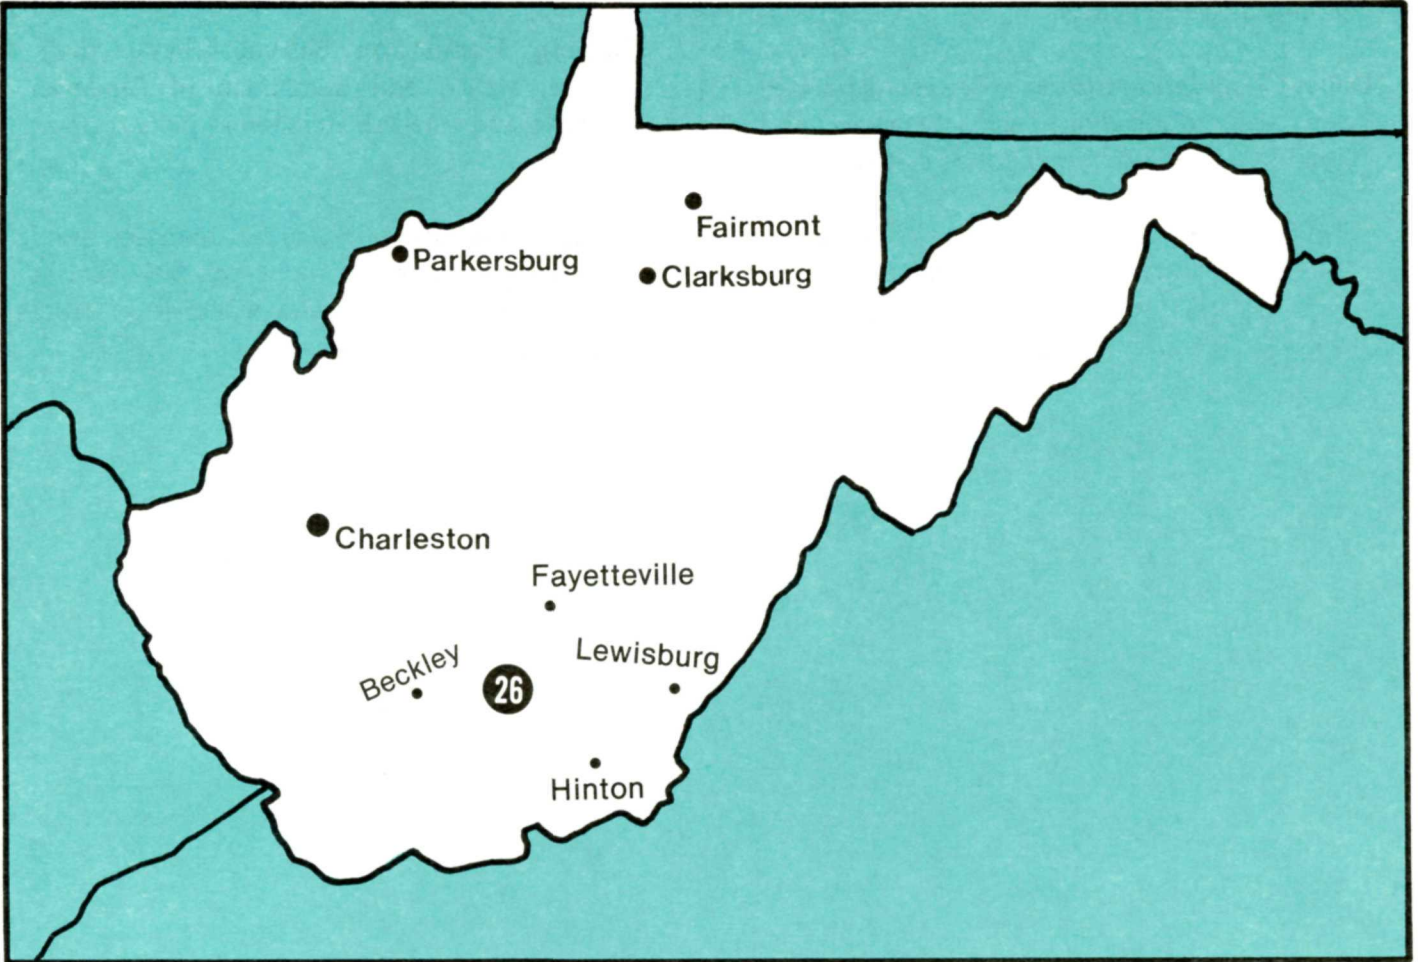 Fairmont
Parkersburg
Clarksburg
Charleston
Fayetteville
Beckley
Lewisburg
26
Hinton